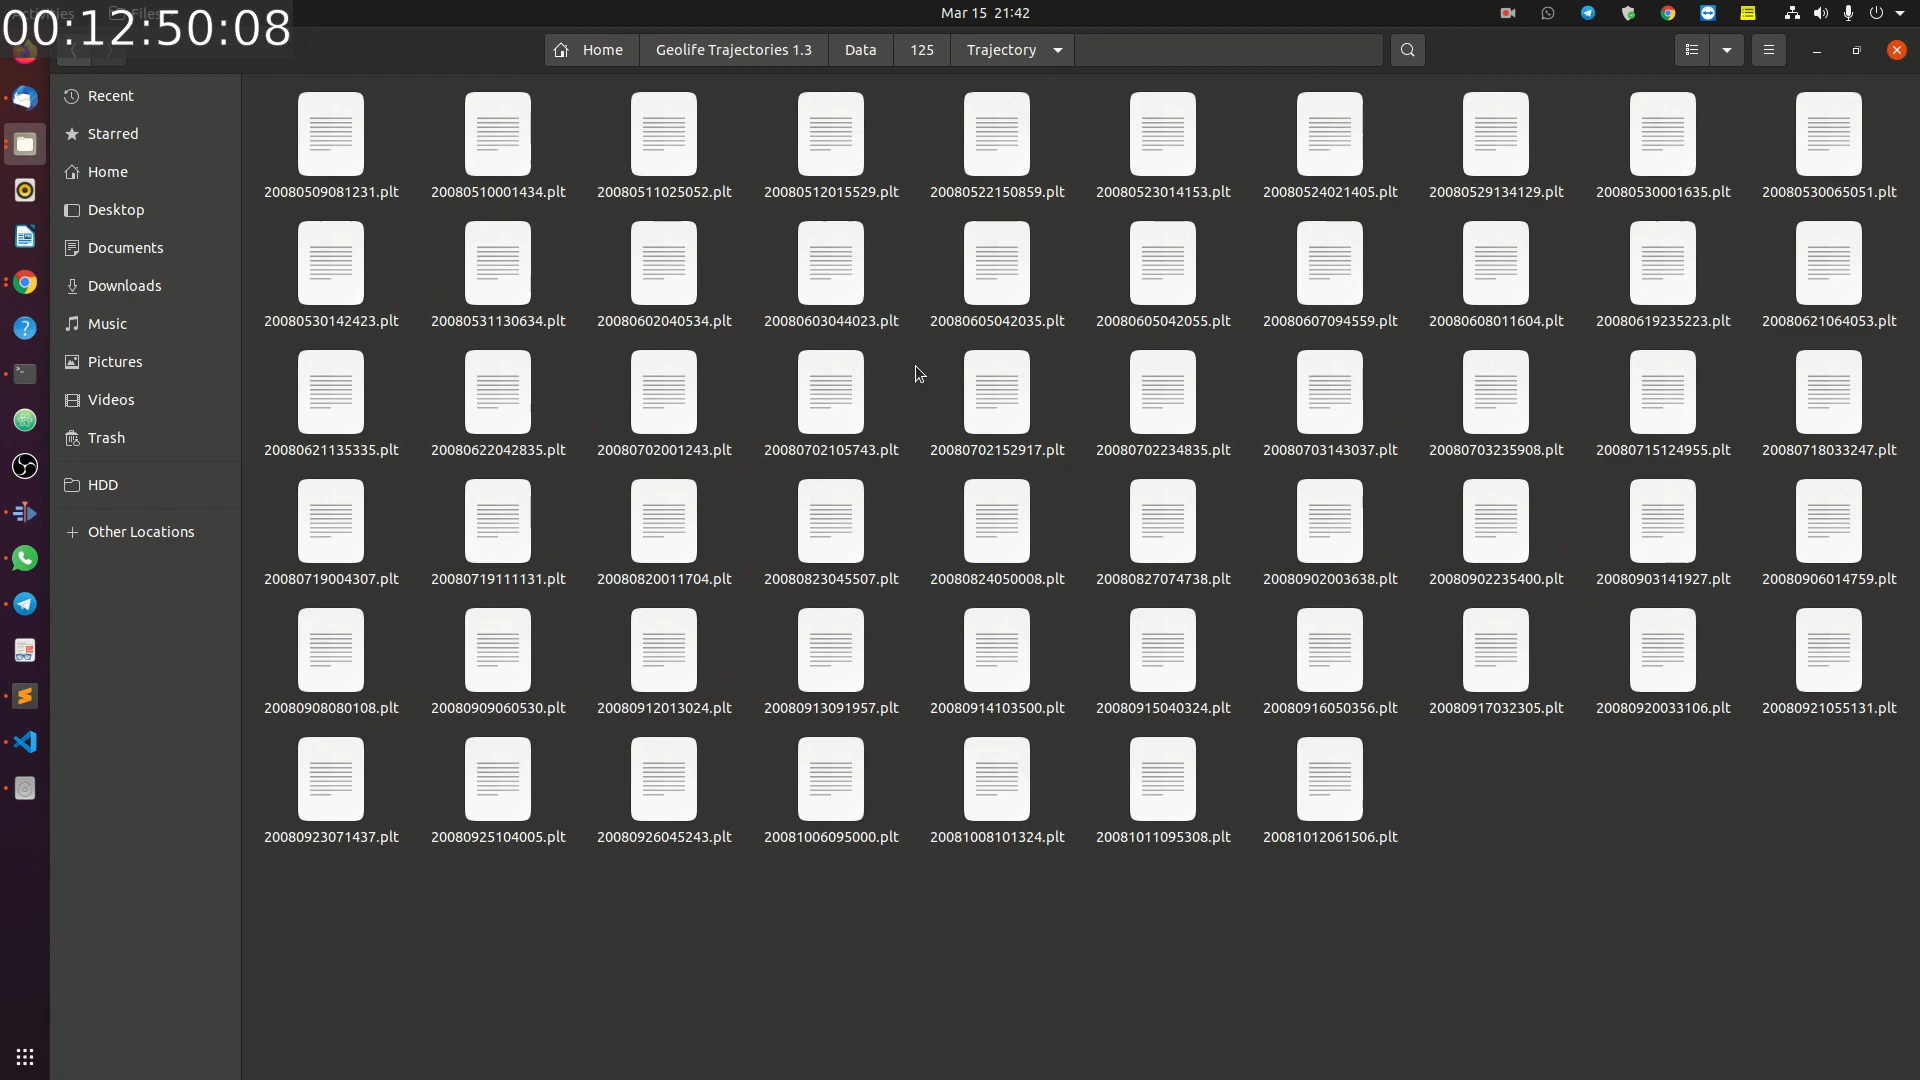 Activities Files
00:12:50:08
Mar 15 21:42
Home Geolife Trajectories 1.3 Data 125 Trajectory
Recent
Starred
Home
Desktop
Documents
Downloads
Music
Pictures
Videos
Trash
HDD
Other Locations
20080509081231.plt 20080510001434.plt 20080511025052.plt 20080512015529.plt 20080522150859.plt 20080523014153.plt 20080524021405.plt 20080529134129.plt 20080530001635.plt 20080530065051.plt
20080530142423.plt 20080531130634.plt 20080602040534.plt 20080603044023.plt 20080605042035.plt 20080605042055.plt 20080607094559.plt 20080608011604.plt 20080619235223.plt 20080621064053.plt
20080621135335.plt 20080622042835.plt 20080702001243.plt 20080702105743.plt 20080702152917.plt 20080702234835.plt 20080703143037.plt 20080703235908.plt 20080715124955.plt 20080718033247.plt
20080719004307.plt 20080719111131.plt 20080820011704.plt 20080823045507.plt 20080824050008.plt 20080827074738.plt 20080902003638.plt 20080902235400.plt 20080903141927.plt 20080906014759.plt
20080908080108.plt 20080909060530.plt 20080912013024.plt 20080913091957.plt 20080914103500.plt 20080915040324.plt 20080916050356.plt 20080917032305.plt 20080920033106.plt 20080921055131.plt
20080923071437.plt 20080925104005.plt 20080926045243.plt 20081006095000.plt 20081008101324.plt 20081011095308.plt 20081012061506.plt